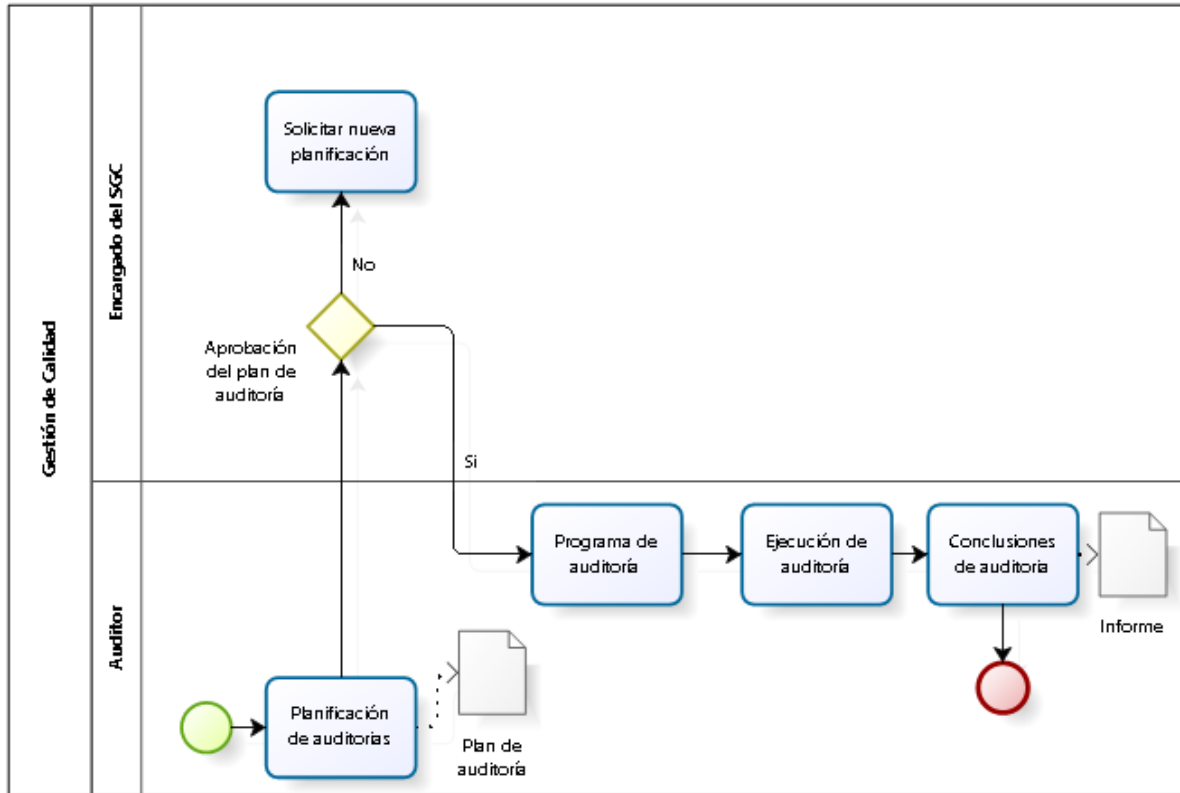 Gestión de Calidad
Encargado del SGC
Solicitar nueva
planificación
No
Aprobación
del plan de
auditoría
Si
Auditor
Programa de
auditoría
Ejecución de
auditoría
Conclusiones
de auditoria
Informe
Planificación
de auditorias
Plan de
auditoría